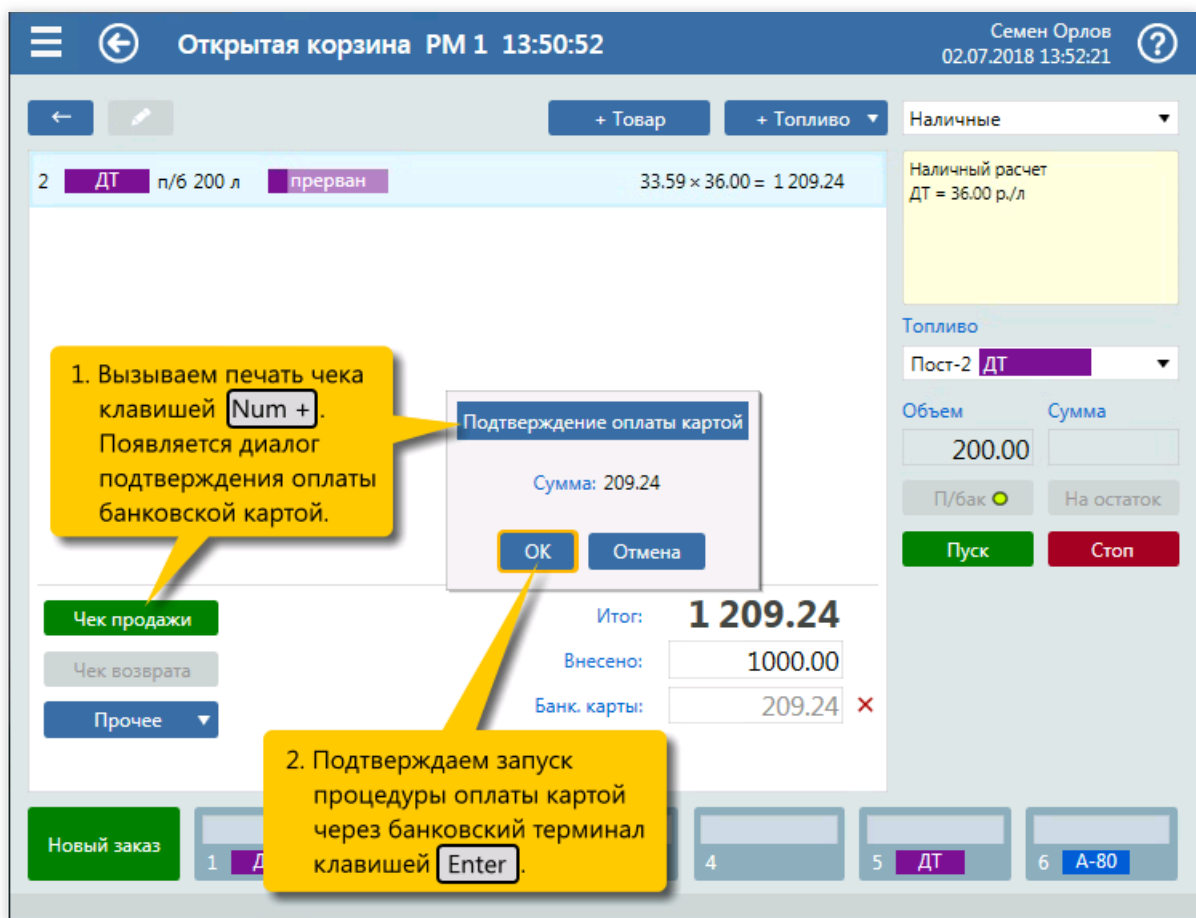 Открытая корзина РМ 1 13:50:52
Семен Орлов
02.07.2018 13:52:21
?
+ Товар
+ Топливо
Наличные
2 ДТ п/б 200 л прерван 33.59 × 36.00 = 1 209.24
Наличный расчет
ДТ = 36.00 р./л
Топливо
Пост-2 ДТ
Объем Сумма
200.00
П/бак На остаток
Пуск Стоп
1. Вызываем печать чека
клавишей Num +.
Появляется диалог
подтверждения оплаты
банковской картой.
Подтверждение оплаты картой
Сумма: 209.24
ОК Отмена
Чек продажи
Чек возврата
Прочее
Итог: 1 209.24
Внесено: 1000.00
Банк. карты: 209.24
2. Подтверждаем запуск
процедуры оплаты картой
через банковский терминал
клавишей Enter.
Новый заказ
1
4
5 ДТ
6 А-80